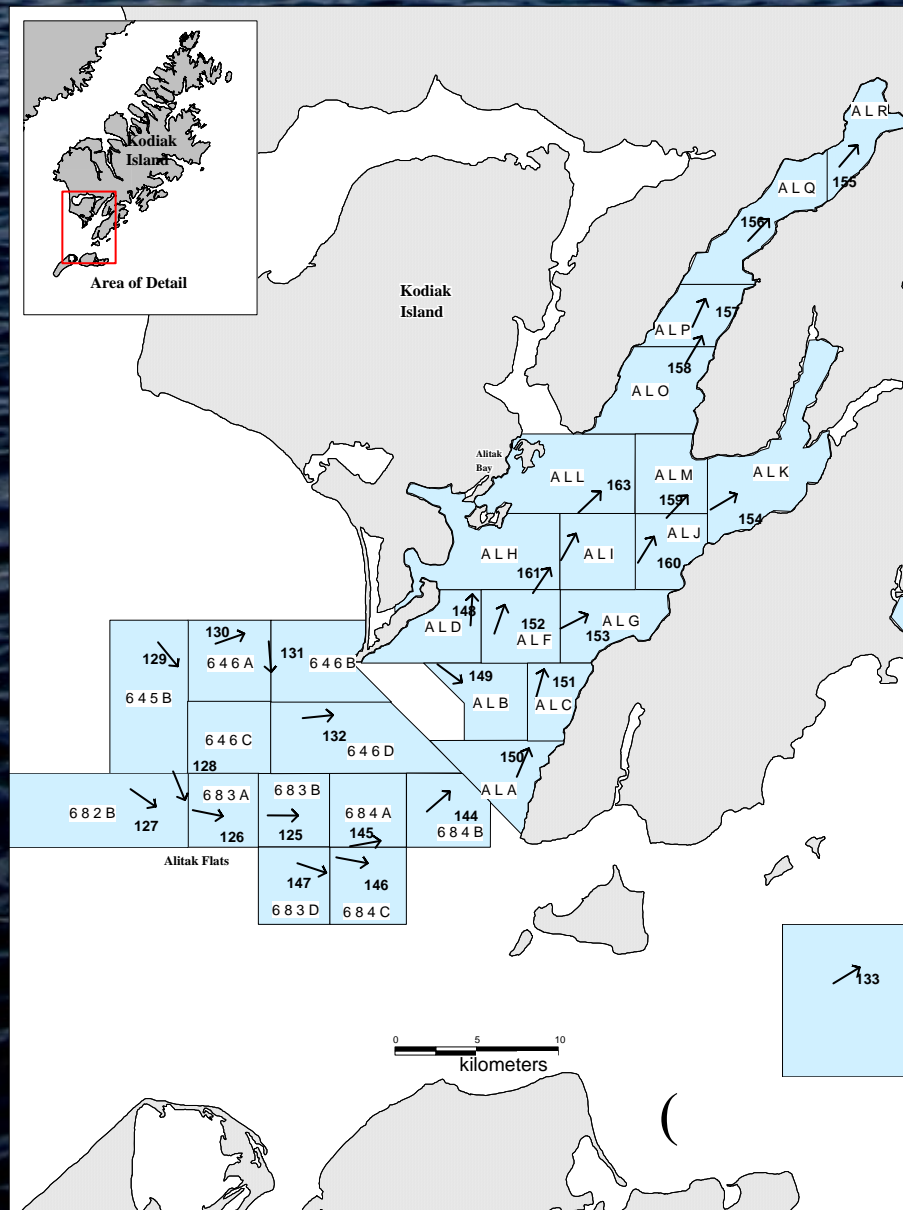 Kodiak
Island
Area of Detail
A L R
155
A L Q
156
Kodiak
Island
157
A L P
158
A L O
Alitak
Bay
A L L
163
A L M
159
A L K
154
A L H
161
A L I
A L J
160
148
A L D
152
A L F
153
A L G
129
130
6 4 6 A
131
6 4 6 B
149
A L B
151
A L C
6 4 5 B
6 4 6 C
132
6 4 6 D
150
A L A
128
6 8 2 B
127
6 8 3 A
126
6 8 3 B
125
6 8 4 A
145
144
6 8 4 B
Alitak Flats
147
6 8 3 D
146
6 8 4 C
133
0 5 10
kilometers
(